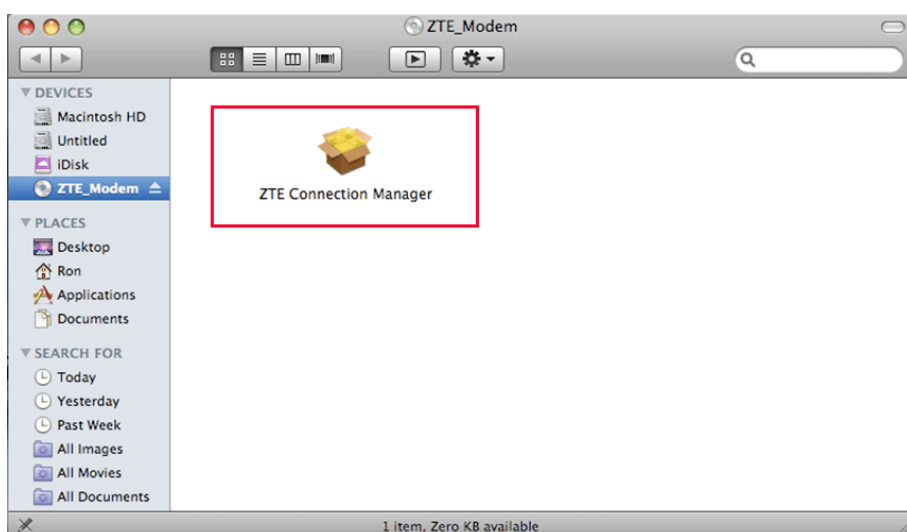 ZTE_Modem
DEVICES
Macintosh HD
Untitled
iDisk
ZTE_Modem
PLACES
Desktop
Ron
Applications
Documents
SEARCH FOR
Today
Yesterday
Past Week
All Images
All Movies
All Documents
ZTE Connection Manager
1 item, Zero KB available